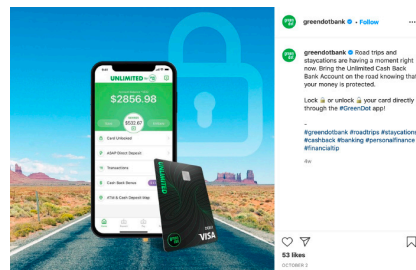 UNLIMITED
$2856.98
$532.67
Card Unlocked
ASAP Direct Deposit
Transactions
Cash Back Bonus
ATM & Cash Deposit Map
UNLIMITED
DEBIT
VISA
greendotbank • Follow
greendotbank Road trips and
staycations are having a moment right
now. Bring the Unlimited Cash Back
Bank Account on the road knowing that
your money is protected.
Lock 🔒 or unlock 🔓 your card directly
through the #GreenDot app!
-
#greendotbank #roadtrips #staycations
#cashback #banking #personalfinance
#financialtip
4w
53 likes
OCTOBER 2